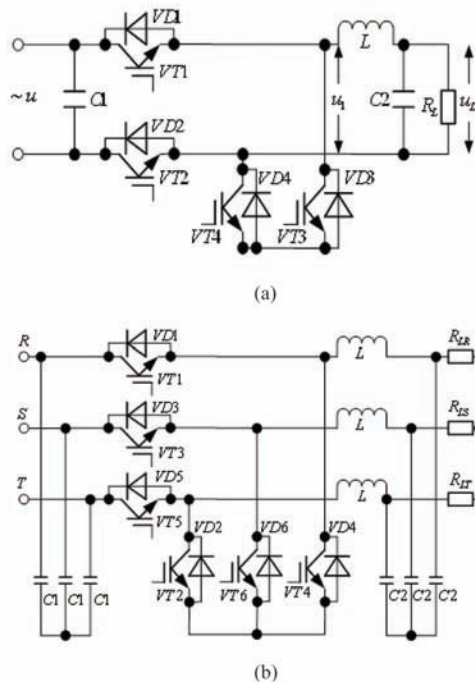 VD1
L
VT1
~u
C1
u1
C2
RL
VD2
VT2
VD4
VD3
VT4
VT3
(a)
R
VD1
L
RLR
VT1
S
VD3
L
RLS
VT3
T
VD5
L
RLT
VT5
VD2
VD6
VD4
VT2
VT6
VT4
C1
C1
C1
C2
C2
C2
(b)